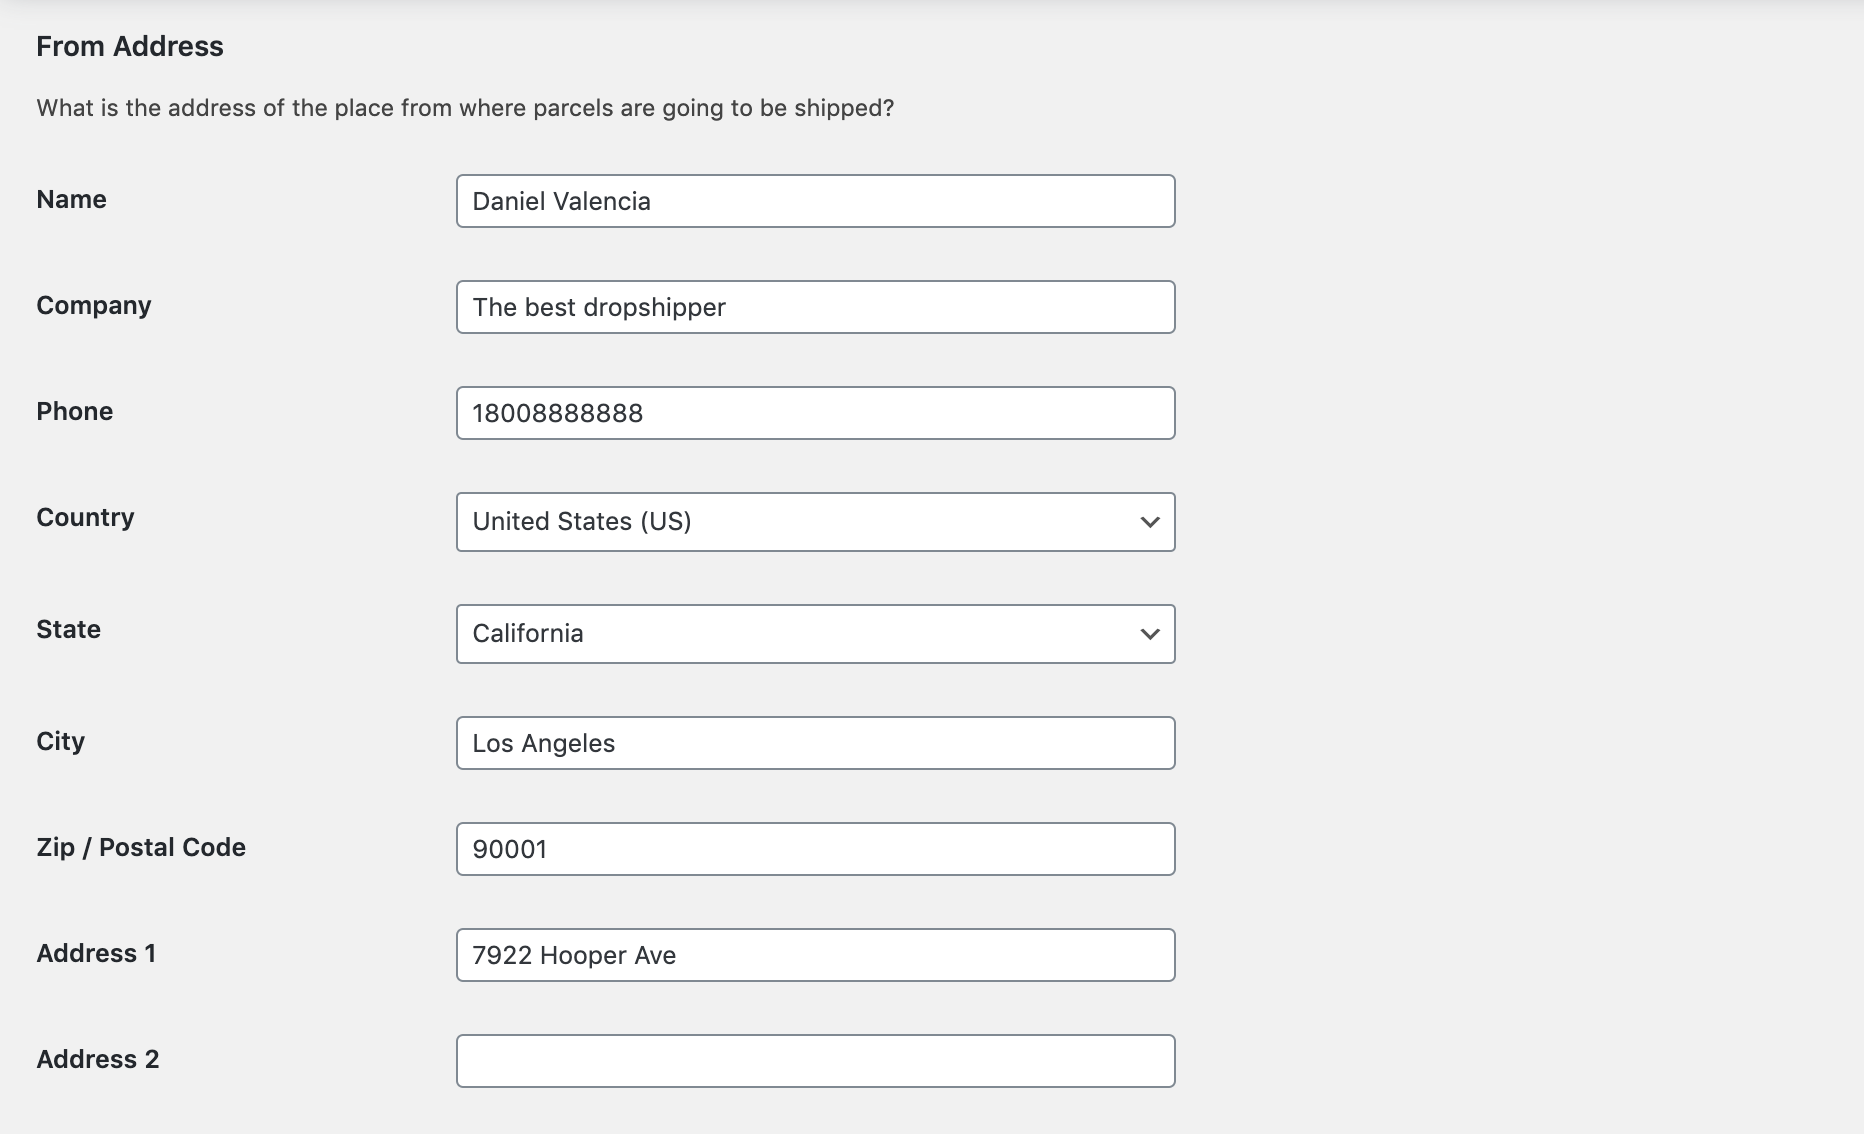 From Address
What is the address of the place from where parcels are going to be shipped?
Name
Daniel Valencia
Company
The best dropshipper
Phone
18008888888
Country
United States (US)
State
California
City
Los Angeles
Zip / Postal Code
90001
Address 1
7922 Hooper Ave
Address 2